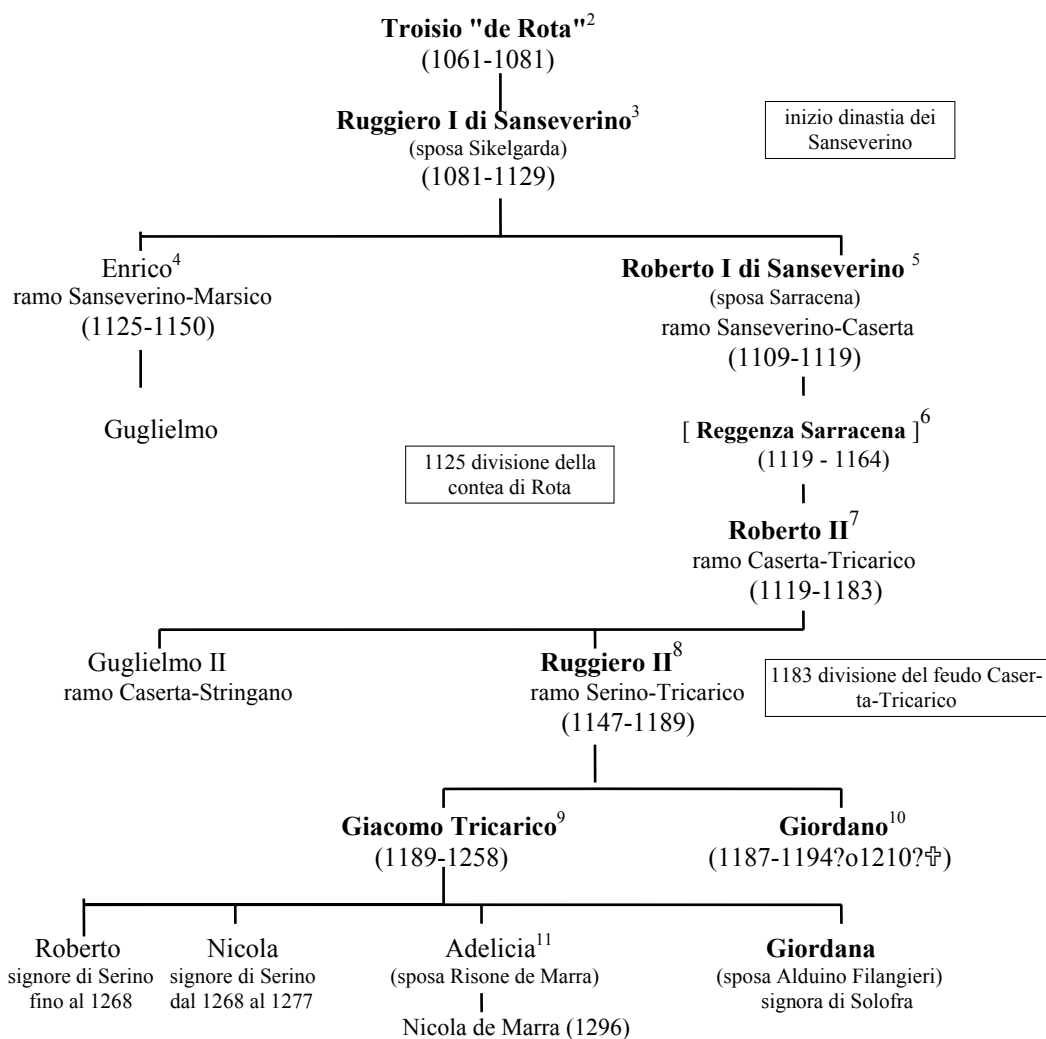 Troisio "de Rota"2
(1061-1081)
Ruggiero I di Sanseverino3
(sposa Sikelgarda)
(1081-1129)
inizio dinastia dei
Sanseverino
Enrico4
ramo Sanseverino-Marsico
(1125-1150)
Guglielmo
Roberto I di Sanseverino 5
(sposa Sarracena)
ramo Sanseverino-Caserta
(1109-1119)
[ Reggenza Sarracena ]6
(1119 - 1164)
1125 divisione della
contea di Rota
Roberto II7
ramo Caserta-Tricarico
(1119-1183)
Guglielmo II
ramo Caserta-Stringano
Ruggiero II8
ramo Serino-Tricarico
(1147-1189)
1183 divisione del feudo Caser-
ta-Tricarico
Giacomo Tricarico9
(1189-1258)
Giordano10
(1187-1194?o1210?✞)
Roberto
signore di Serino
fino al 1268
Nicola
signore di Serino
dal 1268 al 1277
Adelicia11
(sposa Risone de Marra)
Nicola de Marra (1296)
Giordana
(sposa Alduino Filangieri)
signora di Solofra